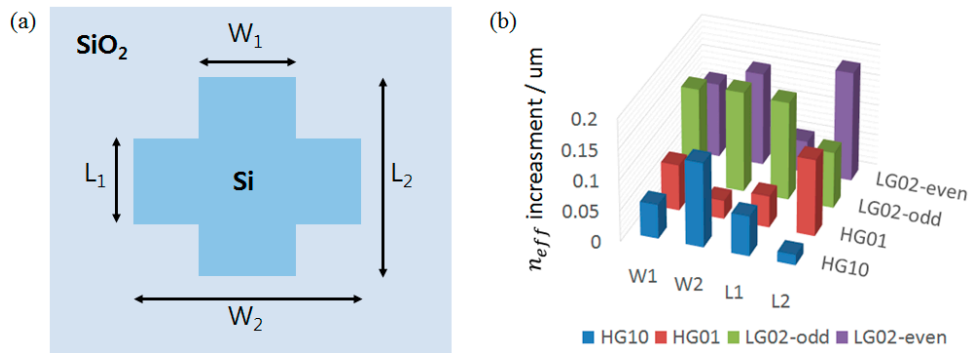 (a)
SiO2
W1
L1
Si
L2
W2
(b)
neff increasment / um
0.2
0.15
0.1
0.05
0
W1
W2
L1
L2
LG02-even
LG02-odd
HG01
HG10
HG10 HG01 LG02-odd LG02-even